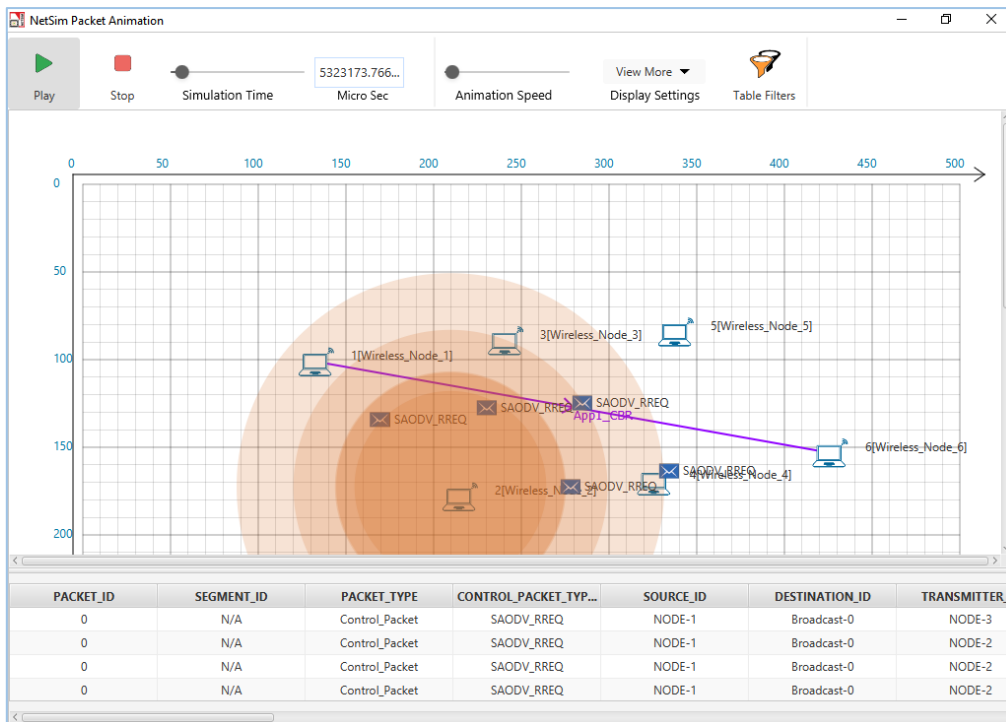 NetSim Packet Animation
Play
Stop
Simulation Time
5323173.766...
Micro Sec
Animation Speed
View More
Display Settings
Table Filters
0 50 100 150 200 250 300 350 400 450 500
0
50
5[Wireless_Node_5]
3[Wireless_Node_3]
1[Wireless_Node_1]
100
SAODV_RREQ
SAODV_RREQ
App1_CBR
SAODV_RREQ
150
6[Wireless_Node_6]
SAODV_RREQ
4[Wireless_Node_4]
SAODV_RREQ
2[Wireless_Node_2]
200
PACKET_ID SEGMENT_ID PACKET_TYPE CONTROL_PACKET_TYP... SOURCE_ID DESTINATION_ID TRANSMITTER_
0 N/A Control_Packet SAODV_RREQ NODE-1 Broadcast-0 NODE-3
0 N/A Control_Packet SAODV_RREQ NODE-1 Broadcast-0 NODE-2
0 N/A Control_Packet SAODV_RREQ NODE-1 Broadcast-0 NODE-2
0 N/A Control_Packet SAODV_RREQ NODE-1 Broadcast-0 NODE-2